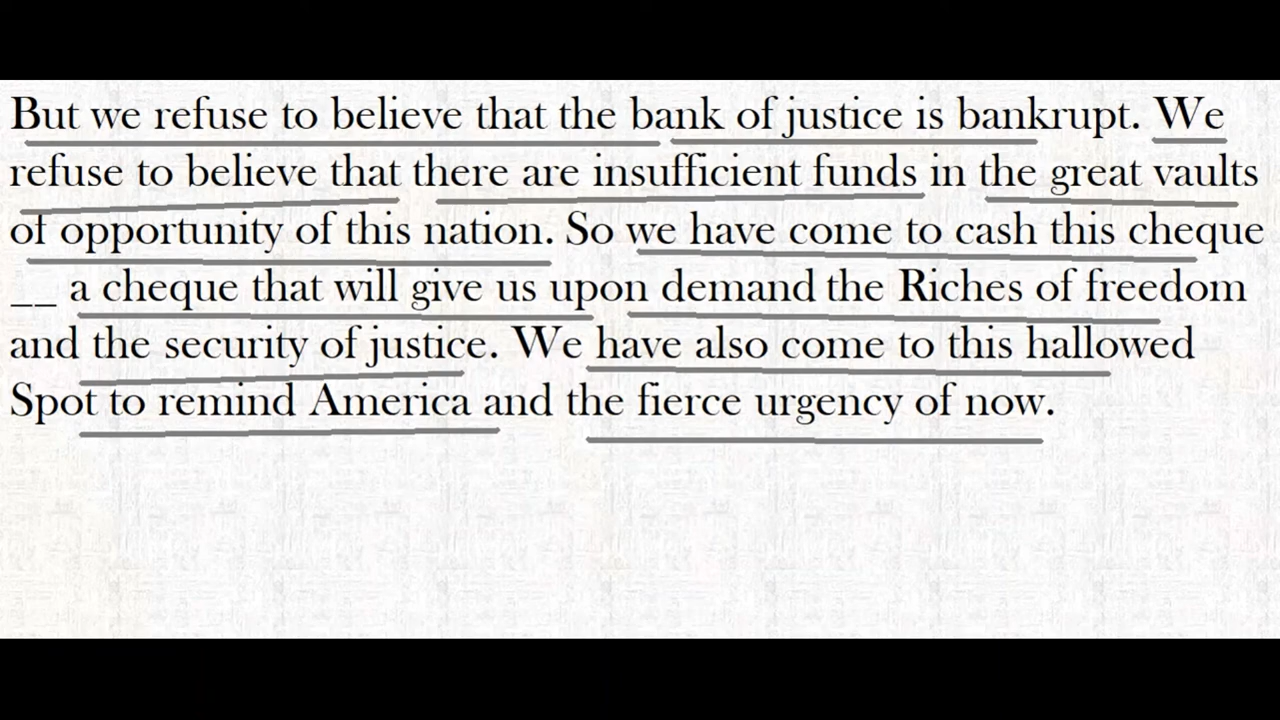 But we refuse to believe that the bank of justice is bankrupt. We
refuse to believe that there are insufficient funds in the great vaults
of opportunity of this nation. So we have come to cash this cheque
__ a cheque that will give us upon demand the Riches of freedom
and the security of justice. We have also come to this hallowed
Spot to remind America and the fierce urgency of now.